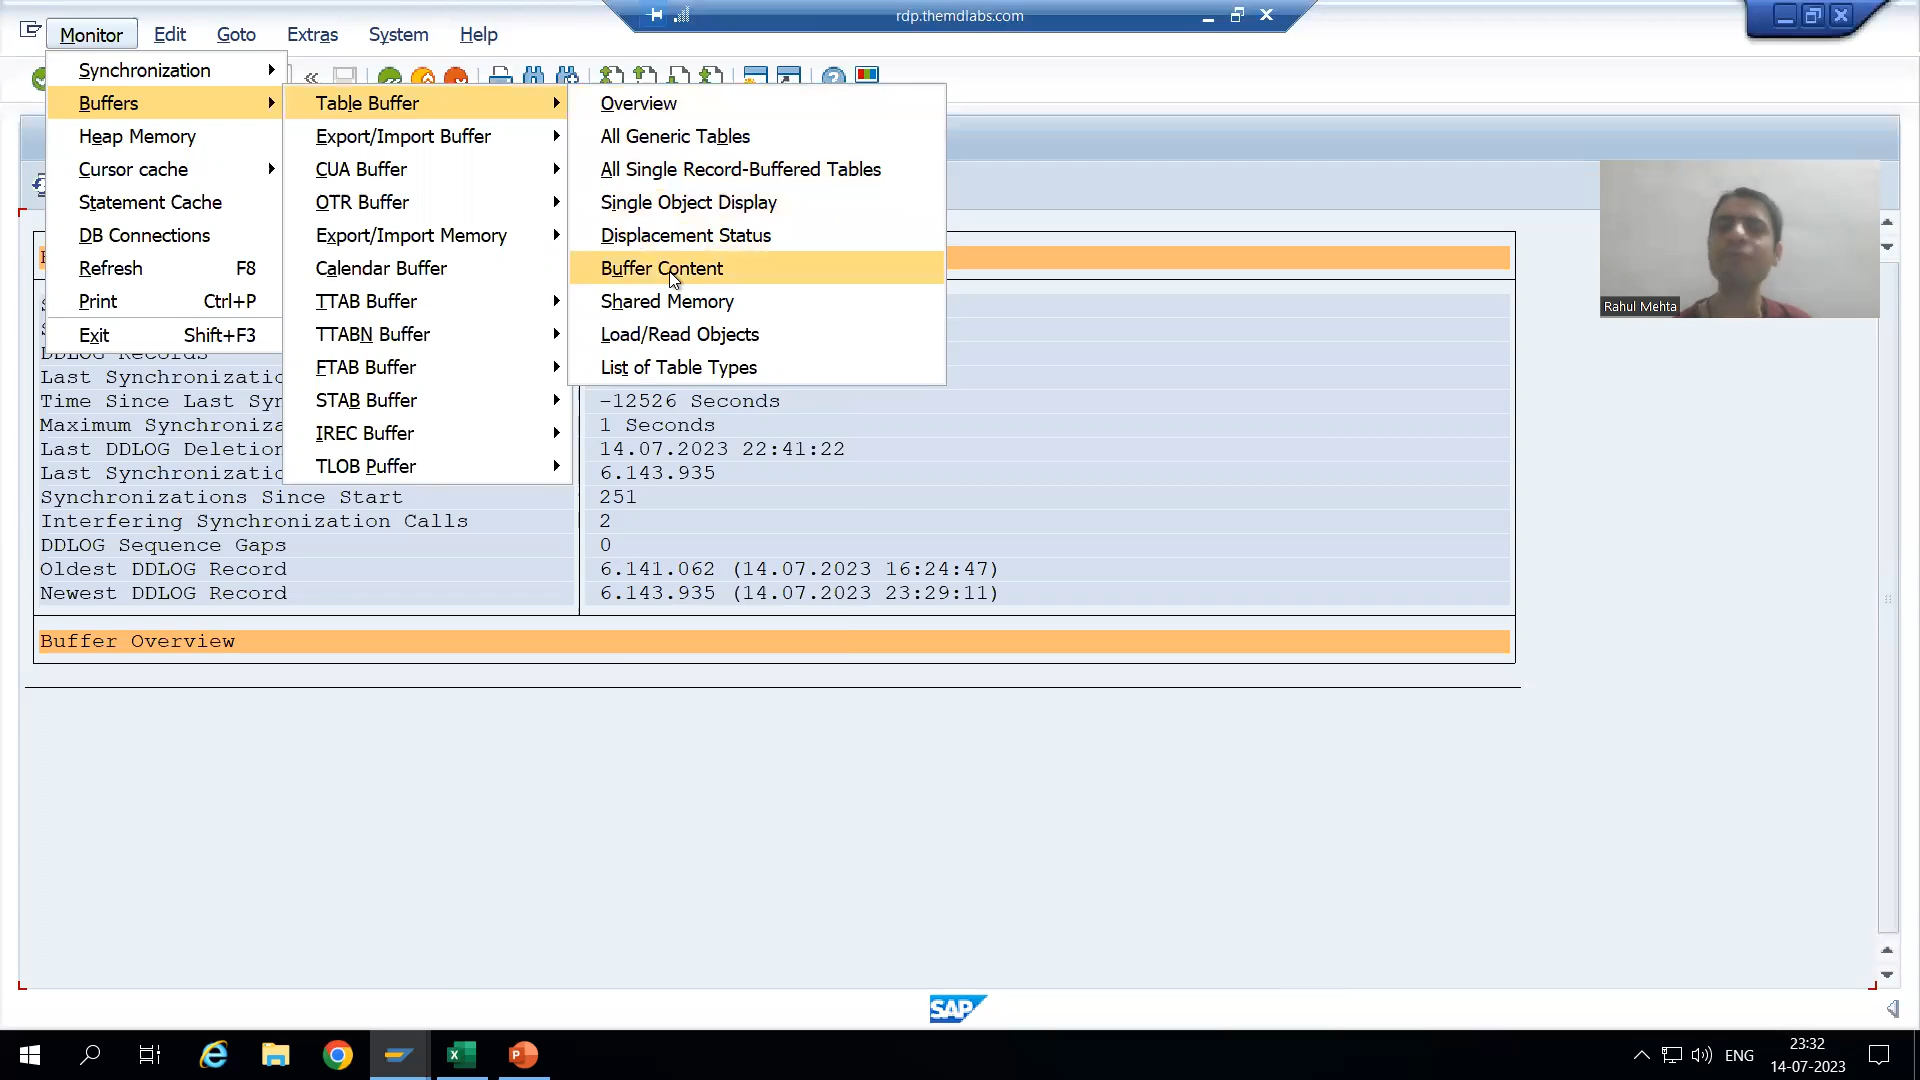 rdp.themdlabs.com
Monitor Edit Goto Extras System Help
Synchronization
Buffers
Heap Memory
Cursor cache
Statement Cache
DB Connections
Refresh F8
Print Ctrl+P
Exit Shift+F3
Table Buffer
Export/Import Buffer
CUA Buffer
OTR Buffer
Export/Import Memory
Calendar Buffer
TTAB Buffer
TTABN Buffer
FTAB Buffer
STAB Buffer
IREC Buffer
TLOB Puffer
Overview
All Generic Tables
All Single Record-Buffered Tables
Single Object Display
Displacement Status
Buffer Content
Shared Memory
Load/Read Objects
List of Table Types
Rahul Mehta
DDLOG Records
Last Synchronizatio
Time Since Last Syn -12526 Seconds
Maximum Synchroniza 1 Seconds
Last DDLOG Deletion 14.07.2023 22:41:22
Last Synchronizatio 6.143.935
Synchronizations Since Start 251
Interfering Synchronization Calls 2
DDLOG Sequence Gaps 0
Oldest DDLOG Record 6.141.062 (14.07.2023 16:24:47)
Newest DDLOG Record 6.143.935 (14.07.2023 23:29:11)
Buffer Overview
SAP
ENG
23:32
14-07-2023